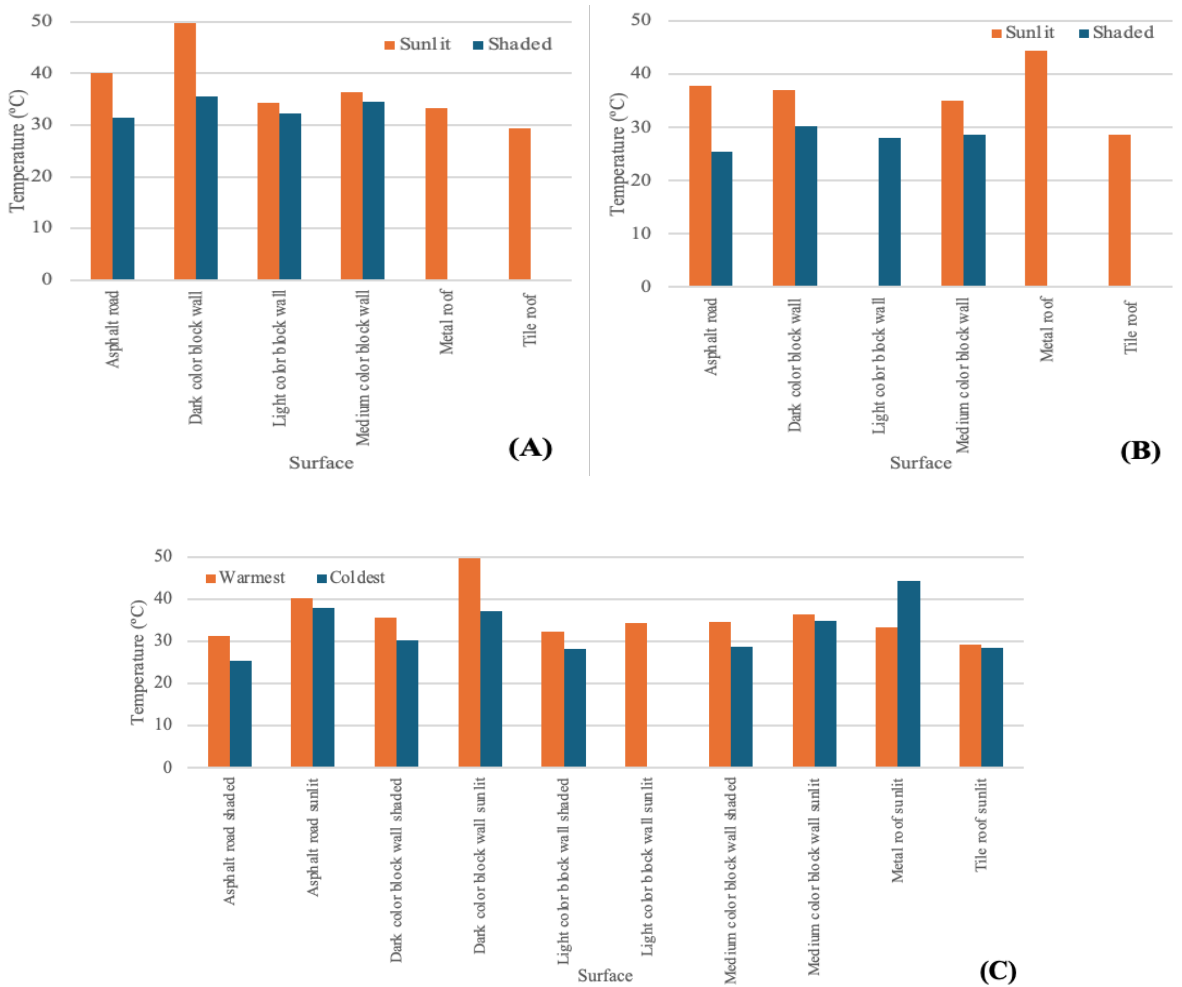 50
40
30
20
10
0
Temperature (ºC)
Sunlit Shaded
Asphalt road
Dark color block wall
Light color block wall
Medium color block wall
Metal roof
Tile roof
Surface
(A)
50
40
30
20
10
0
Temperature (ºC)
Sunlit Shaded
Asphalt road
Dark color block wall
Light color block wall
Medium color block wall
Metal roof
Tile roof
Surface
(B)
50
40
30
20
10
0
Temperature (ºC)
Warmest Coldest
Asphalt road shaded
Asphalt road sunlit
Dark color block wall shaded
Dark color block wall sunlit
Light color block wall shaded
Light color block wall sunlit
Medium color block wall shaded
Medium color block wall sunlit
Metal roof sunlit
Tile roof sunlit
Surface
(C)